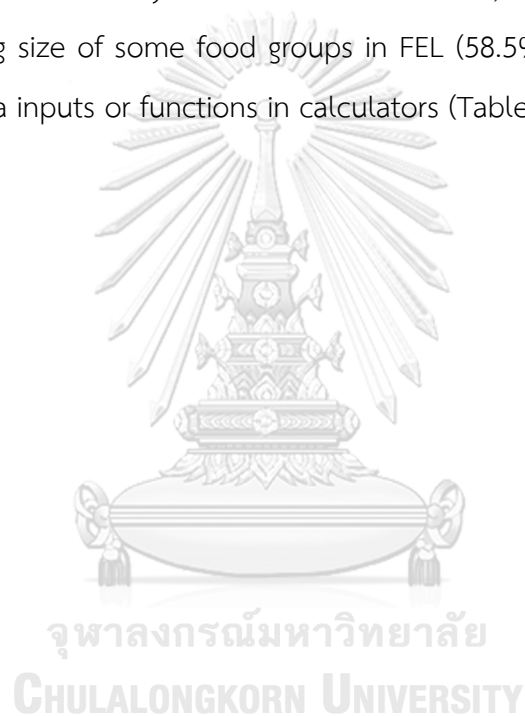 g size of some food groups in FEL (58.5%
a inputs or functions in calculators (Table
จุฬาลงกรณ์มหาวิทยาลัย
CHULALONGKORN UNIVERSITY